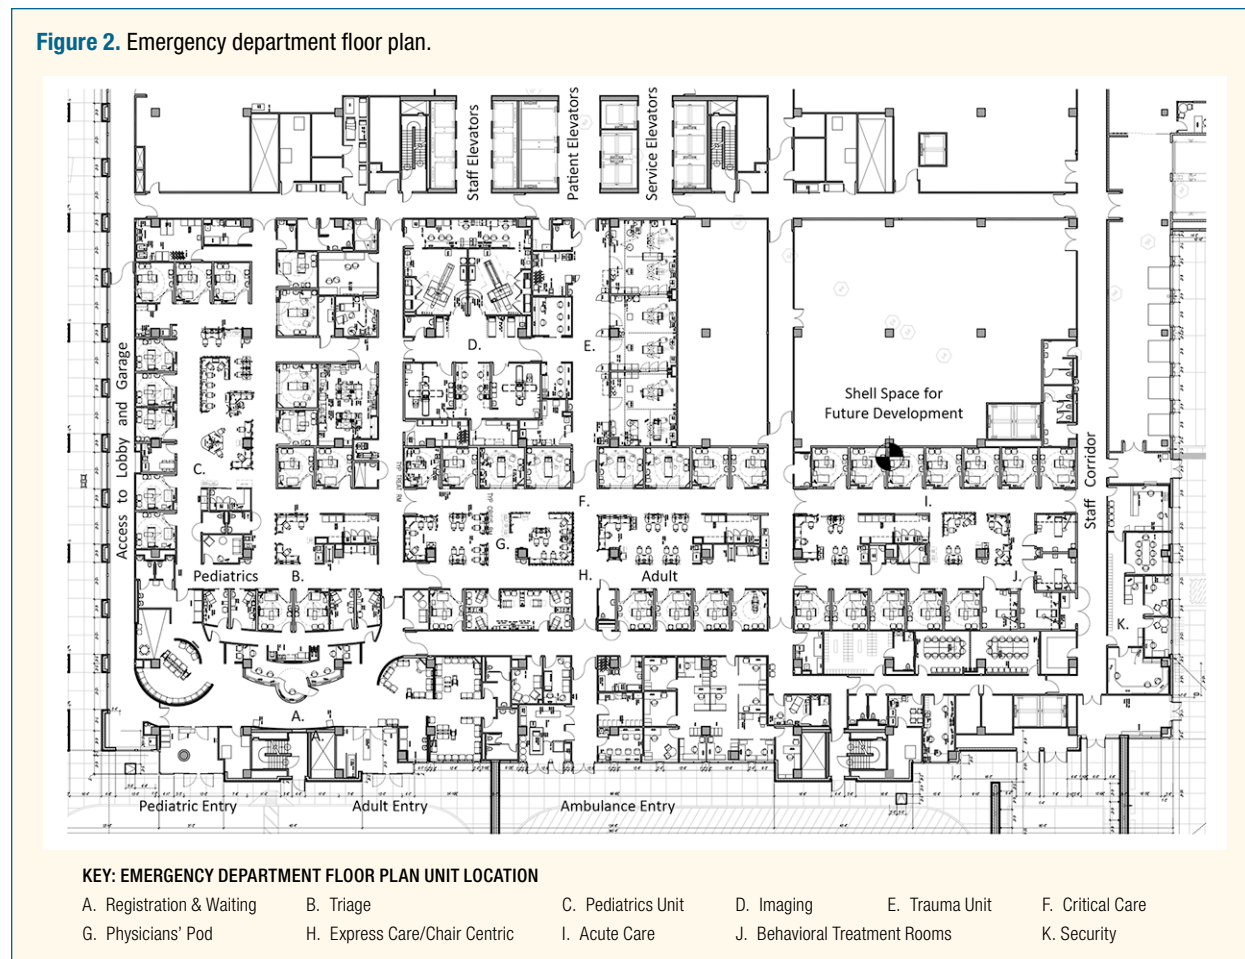 Figure 2. Emergency department floor plan.
Staff Elevators
Patient Elevators
Service Elevators
Access to Lobby and Garage
D.
E.
Shell Space for
Future Development
C.
Staff Corridor
F.
I.
G.
Pediatrics
B.
H.
Adult
J.
K.
A.
Pediatric Entry
Adult Entry
Ambulance Entry
KEY: EMERGENCY DEPARTMENT FLOOR PLAN UNIT LOCATION
A. Registration & Waiting
B. Triage
C. Pediatrics Unit
D. Imaging
E. Trauma Unit
F. Critical Care
G. Physicians' Pod
H. Express Care/Chair Centric
I. Acute Care
J. Behavioral Treatment Rooms
K. Security